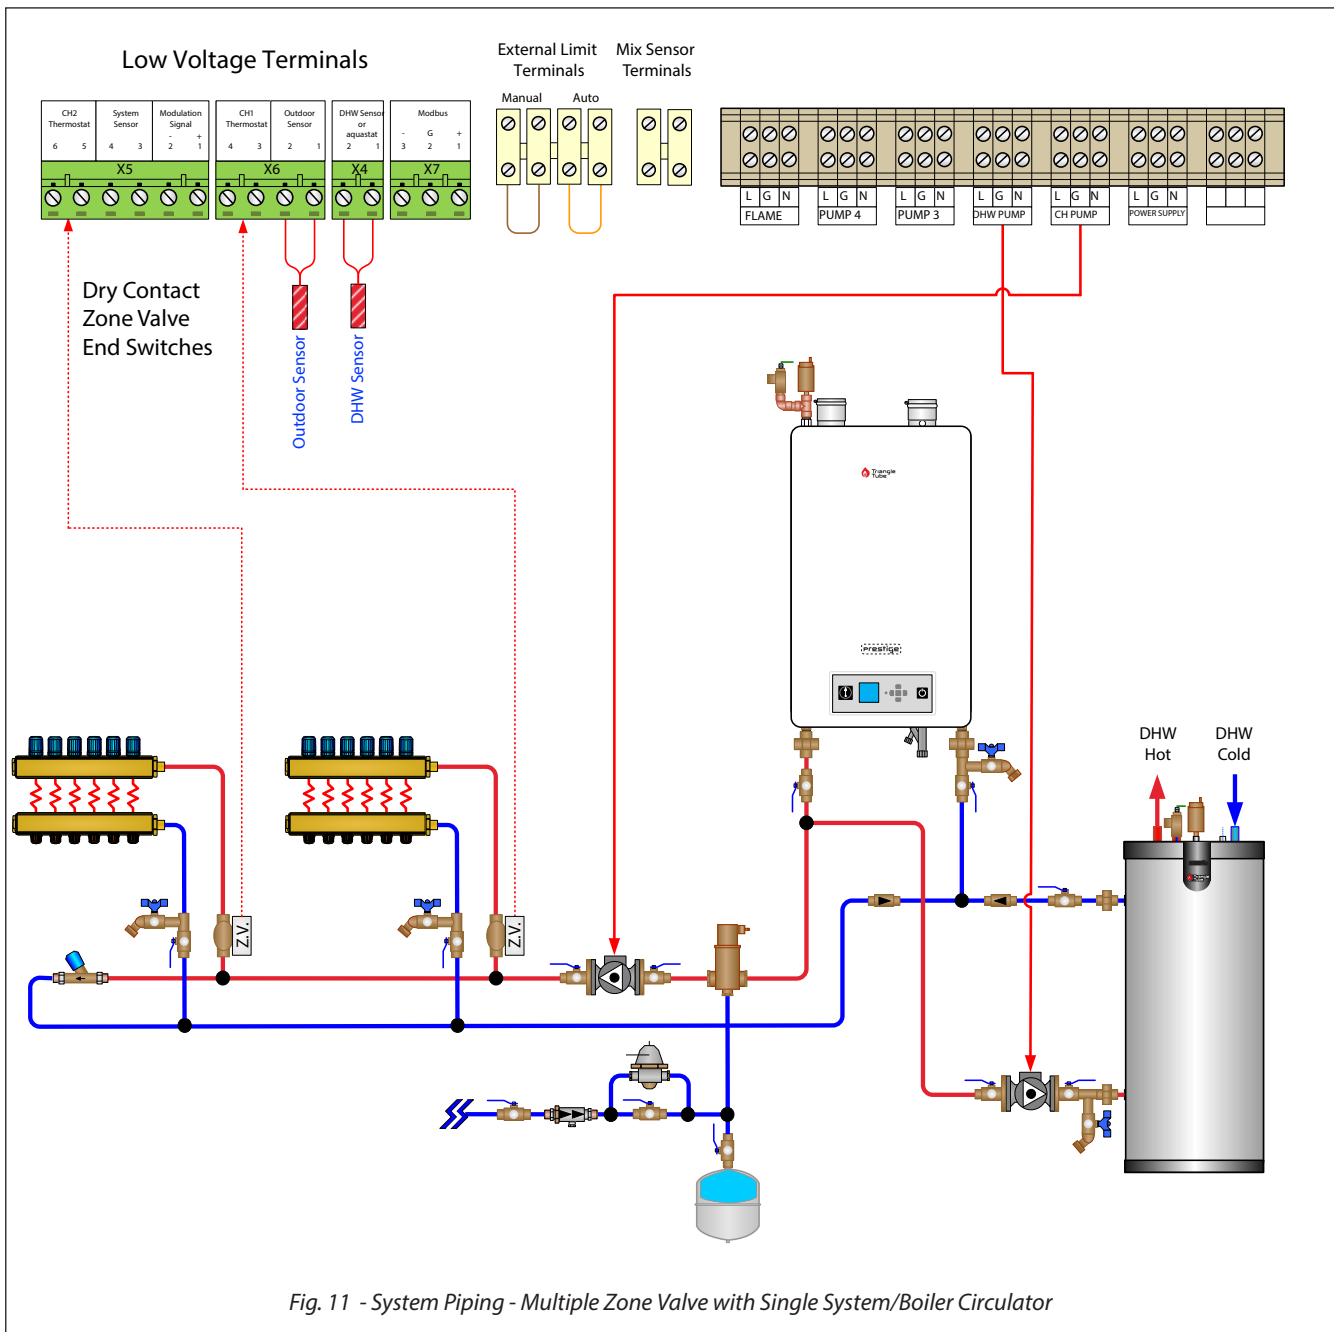 Low Voltage Terminals
External Limit
Terminals
Mix Sensor
Terminals
Manual
Auto
CH2
Thermostat
6 5
System
Sensor
4 3
Modulation
Signal
- +
2 1
CH1
Thermostat
4 3
Outdoor
Sensor
2 1
DHW Sensor
or
aquastat
2 1
Modbus
- G +
3 2 1
X5
X6
X4
X7
L G N
FLAME
L G N
PUMP 4
L G N
PUMP 3
L G N
DHW PUMP
L G N
CH PUMP
L G N
POWER SUPPLY
Dry Contact
Zone Valve
End Switches
Outdoor Sensor
DHW Sensor
Triangle
Tube
Prestige
DHW
Hot
DHW
Cold
Z.V.
Z.V.
Fig. 11 - System Piping - Multiple Zone Valve with Single System/Boiler Circulator